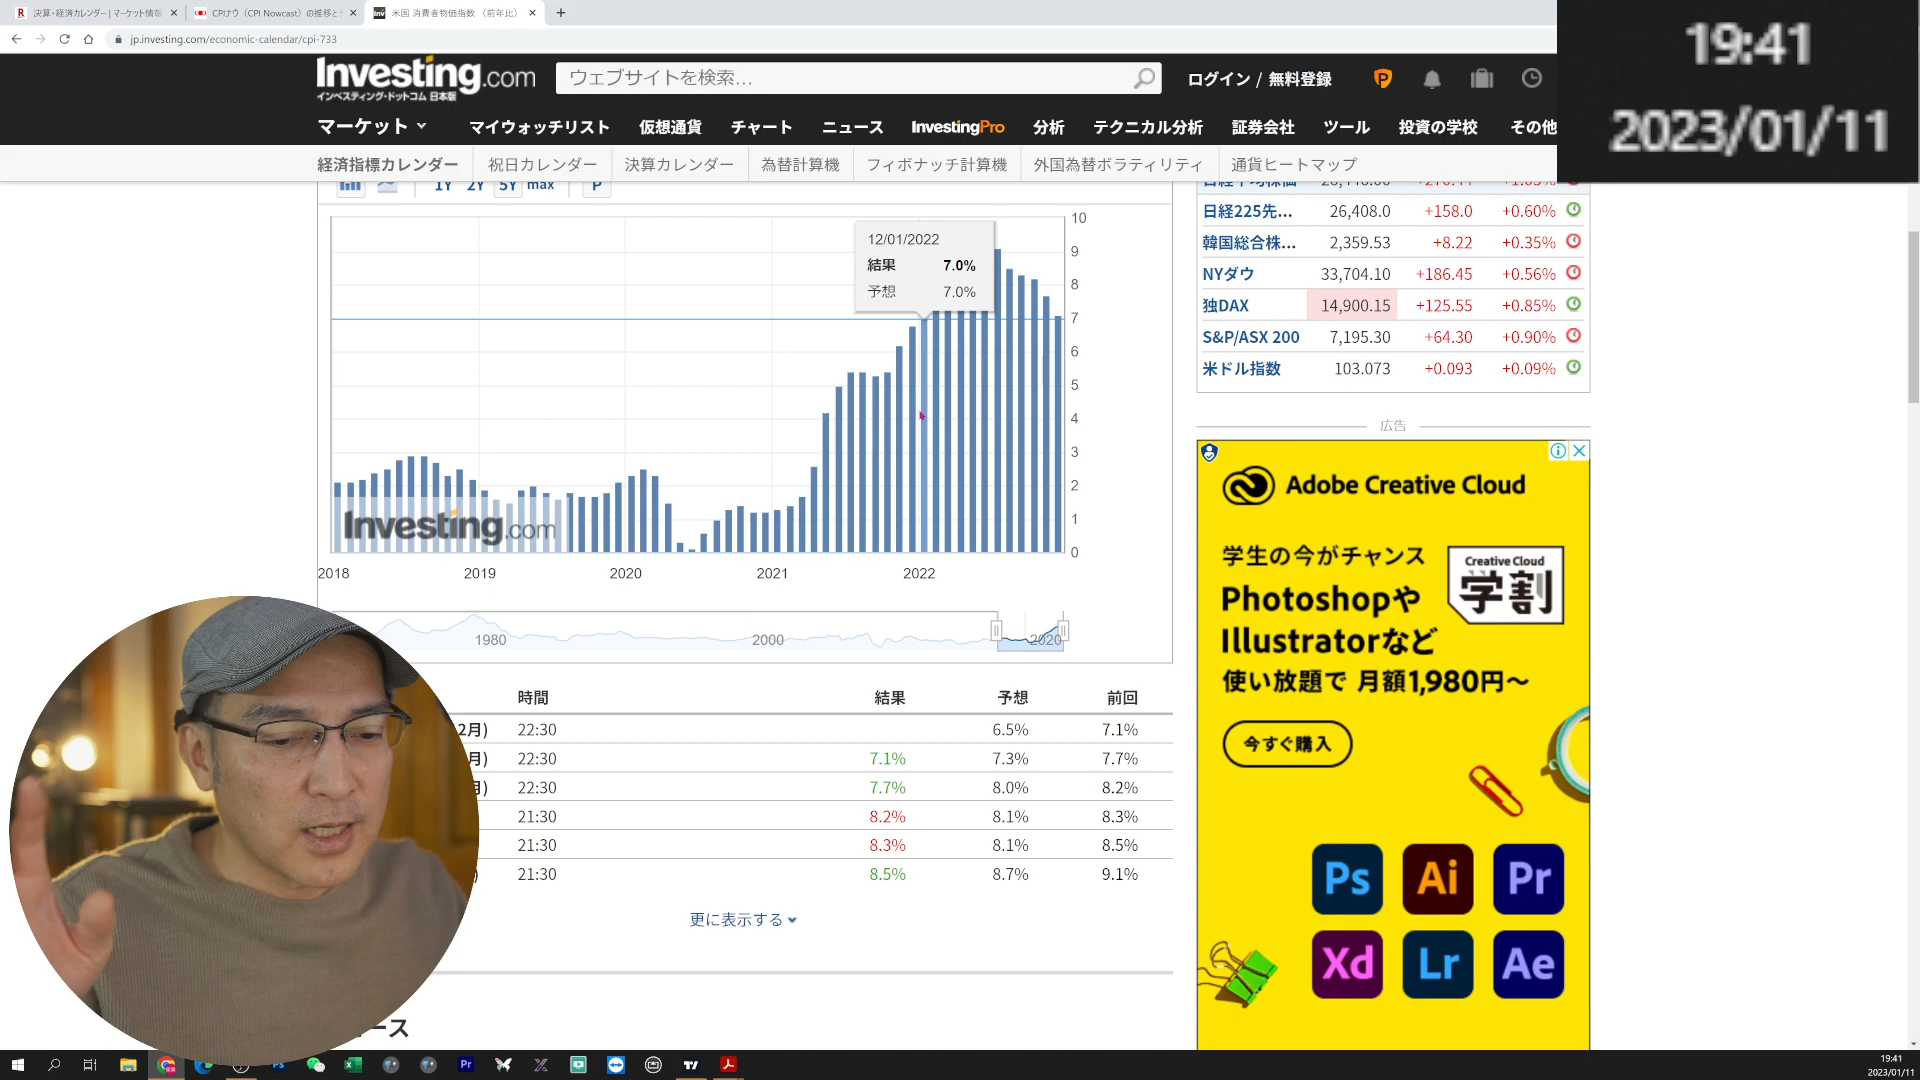 決算・経済カレンダー | マーケット情報
CPIナウ（CPI Nowcast）の推移と
米国 消費者物価指数 （前年比）
jp.investing.com/economic-calendar/cpi-733
Investing.com
インベスティング・ドットコム 日本版
ウェブサイトを検索...
ログイン / 無料登録
19:41
2023/01/11
マーケット マイウォッチリスト 仮想通貨 チャート ニュース InvestingPro 分析 テクニカル分析 証券会社 ツール 投資の学校 その他
経済指標カレンダー 祝日カレンダー 決算カレンダー 為替計算機 フィボナッチ計算機 外国為替ボラティリティ 通貨ヒートマップ
1Y 2Y 5Y max P
12/01/2022
結果 7.0%
予想 7.0%
10
9
8
7
6
5
4
3
2
1
0
Investing.com
2018 2019 2020 2021 2022
1980 2000 2020
時間 結果 予想 前回
2月) 22:30 6.5% 7.1%
月) 22:30 7.1% 7.3% 7.7%
月) 22:30 7.7% 8.0% 8.2%
21:30 8.2% 8.1% 8.3%
21:30 8.3% 8.1% 8.5%
) 21:30 8.5% 8.7% 9.1%
更に表示する
ース
日経225先... 26,408.0 +158.0 +0.60%
韓国総合株... 2,359.53 +8.22 +0.35%
NYダウ 33,704.10 +186.45 +0.56%
独DAX 14,900.15 +125.55 +0.85%
S&P/ASX 200 7,195.30 +64.30 +0.90%
米ドル指数 103.073 +0.093 +0.09%
広告
Adobe Creative Cloud
学生の今がチャンス
Photoshopや
Illustratorなど
使い放題で 月額1,980円〜
Creative Cloud
学割
今すぐ購入
Ps Ai Pr
Xd Lr Ae
19:41
2023/01/11